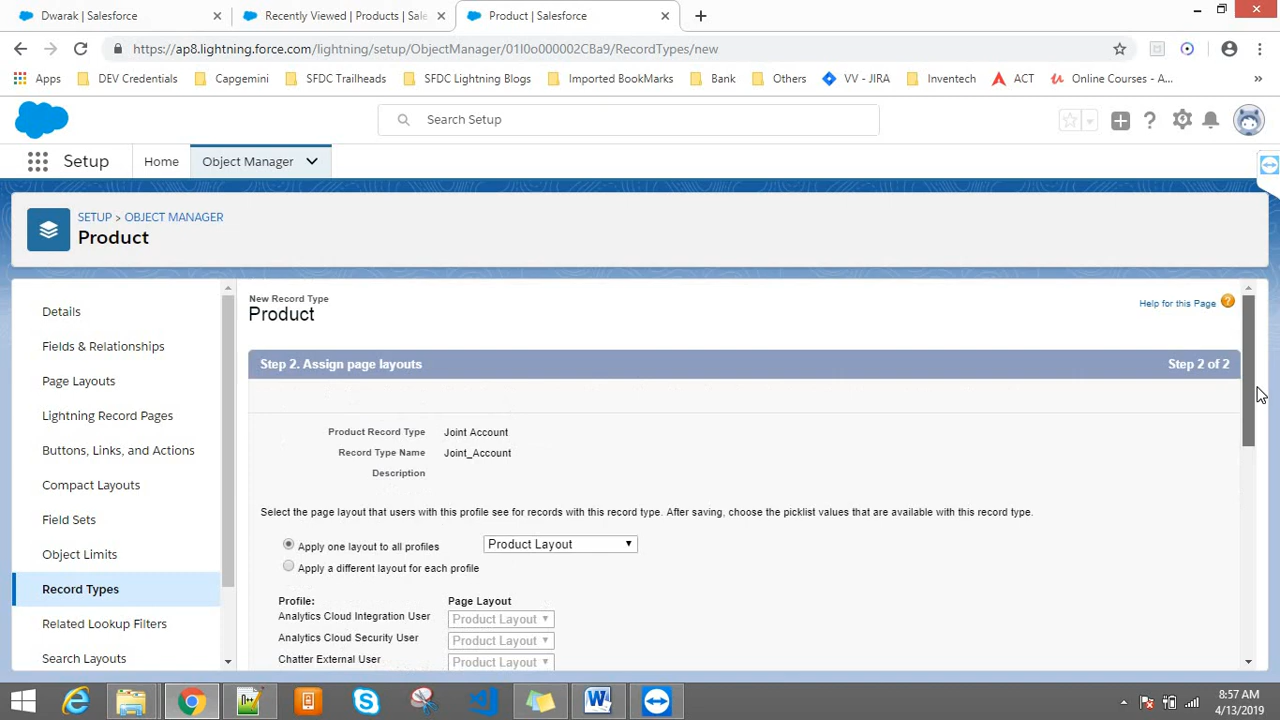 Dwarak | Salesforce
Recently Viewed | Products | Sale
Product | Salesforce
https://ap8.lightning.force.com/lightning/setup/ObjectManager/01I0o000002CBa9/RecordTypes/new
Apps
DEV Credentials
Capgemini
SFDC Trailheads
SFDC Lightning Blogs
Imported BookMarks
Bank
Others
VV - JIRA
Inventech
ACT
Online Courses - A...
Search Setup
Setup
Home
Object Manager
SETUP > OBJECT MANAGER
Product
Details
Fields & Relationships
Page Layouts
Lightning Record Pages
Buttons, Links, and Actions
Compact Layouts
Field Sets
Object Limits
Record Types
Related Lookup Filters
Search Layouts
New Record Type
Product
Help for this Page
Step 2. Assign page layouts
Step 2 of 2
Product Record Type Joint Account
Record Type Name Joint_Account
Description
Select the page layout that users with this profile see for records with this record type. After saving, choose the picklist values that are available with this record type.
Apply one layout to all profiles Product Layout
Apply a different layout for each profile
Profile: Page Layout
Analytics Cloud Integration User Product Layout
Analytics Cloud Security User Product Layout
Chatter External User Product Layout
8:57 AM
4/13/2019